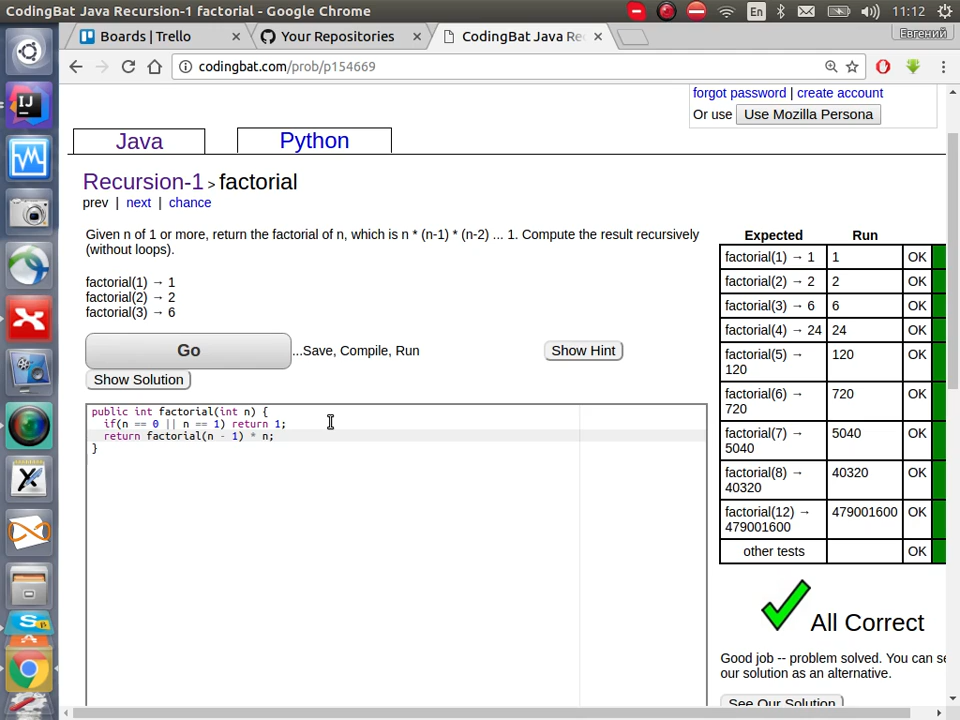 CodingBat Java Recursion-1 factorial - Google Chrome
En
11:12
Boards | Trello
Your Repositories
CodingBat Java Re
Евгений
codingbat.com/prob/p154669
forgot password | create account
Or use Use Mozilla Persona
Java
Python
Recursion-1 > factorial
prev | next | chance
Given n of 1 or more, return the factorial of n, which is n * (n-1) * (n-2) ... 1. Compute the result recursively
(without loops).
factorial(1) → 1
factorial(2) → 2
factorial(3) → 6
Go
...Save, Compile, Run
Show Hint
Show Solution
public int factorial(int n) {
if(n == 0 || n == 1) return 1;
return factorial(n - 1) * n;
}
Expected Run
factorial(1) → 1 1 OK
factorial(2) → 2 2 OK
factorial(3) → 6 6 OK
factorial(4) → 24 24 OK
factorial(5) → 120 OK
120
factorial(6) → 720 OK
720
factorial(7) → 5040 OK
5040
factorial(8) → 40320 OK
40320
factorial(12) → 479001600 OK
479001600
other tests OK
All Correct
Good job -- problem solved. You can se
our solution as an alternative.
See Our Solution